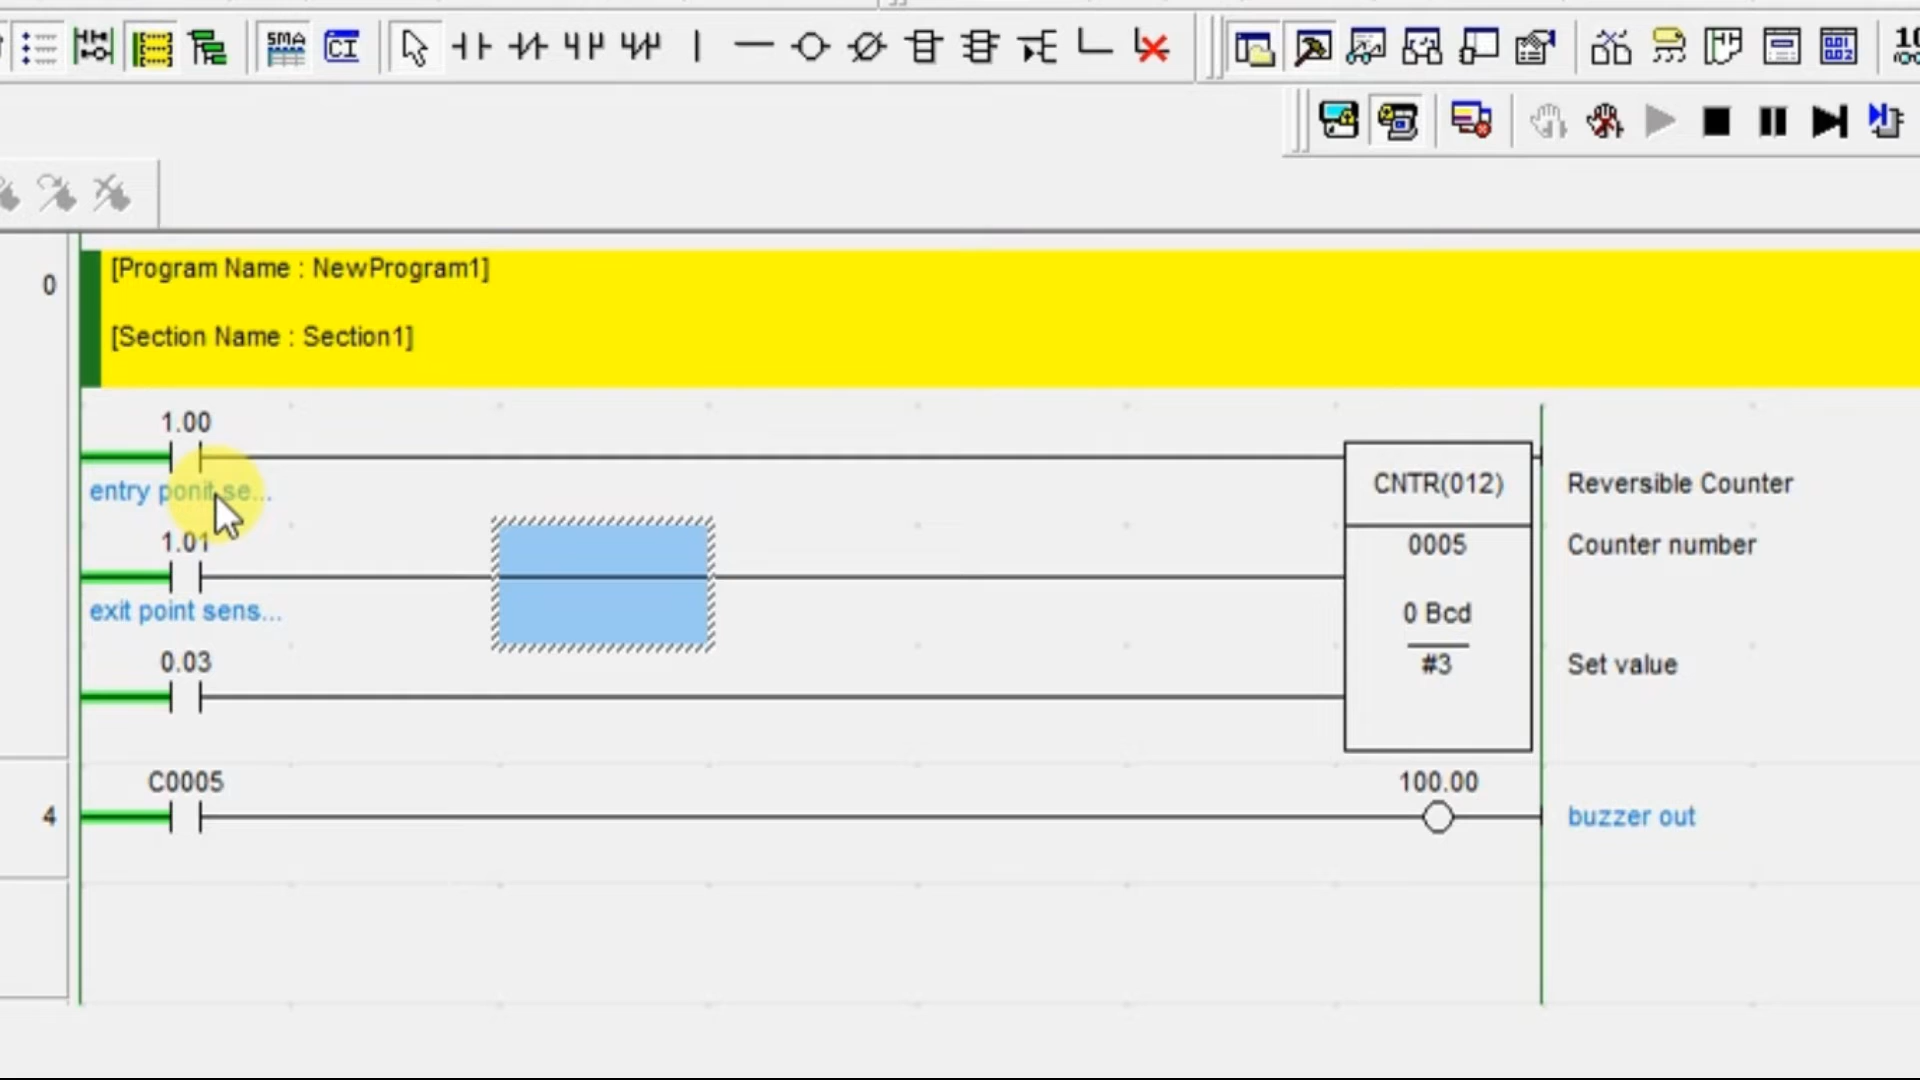 SMA CI
0 [Program Name : NewProgram1]
[Section Name : Section1]
1.00
entry ponit se...
CNTR(012) Reversible Counter
1.01
0005 Counter number
exit point sens...
0 Bcd
0.03
#3 Set value
C0005 100.00
4 buzzer out